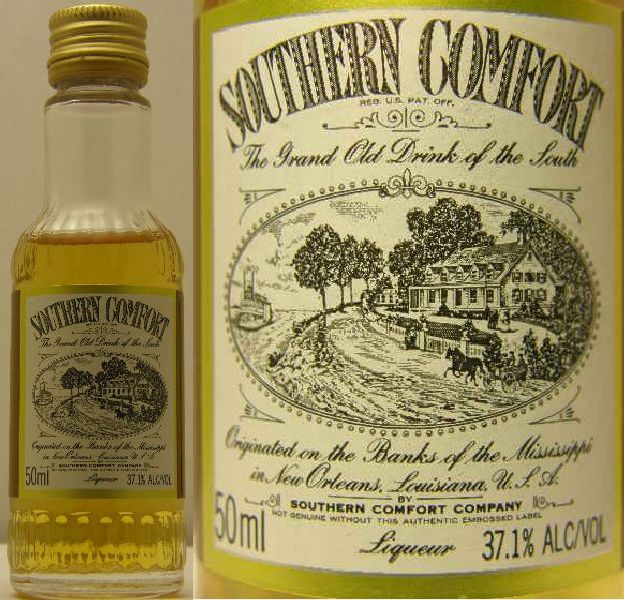 SOUTHERN COMFORT
The Grand Old Drink of the South
Originated on the Banks of the Mississippi
in New Orleans, Louisiana, U.S.A.
BY
SOUTHERN COMFORT COMPANY
50ml
Liqueur 37.1% ALC/VOL
SOUTHERN COMFORT
REG. U.S. PAT. OFF.
The Grand Old Drink of the South
Originated on the Banks of the Mississippi
in New Orleans, Louisiana, U.S.A.
BY
SOUTHERN COMFORT COMPANY
NOT GENUINE WITHOUT THIS AUTHENTIC EMBOSSED LABEL
50ml
Liqueur 37.1% ALC/VOL